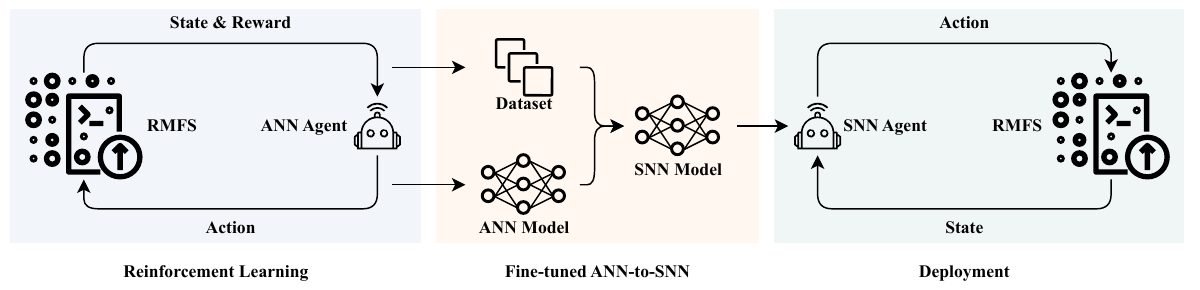 State & Reward
RMFS
ANN Agent
Action
Reinforcement Learning
Dataset
ANN Model
SNN Model
Fine-tuned ANN-to-SNN
Action
SNN Agent
RMFS
State
Deployment